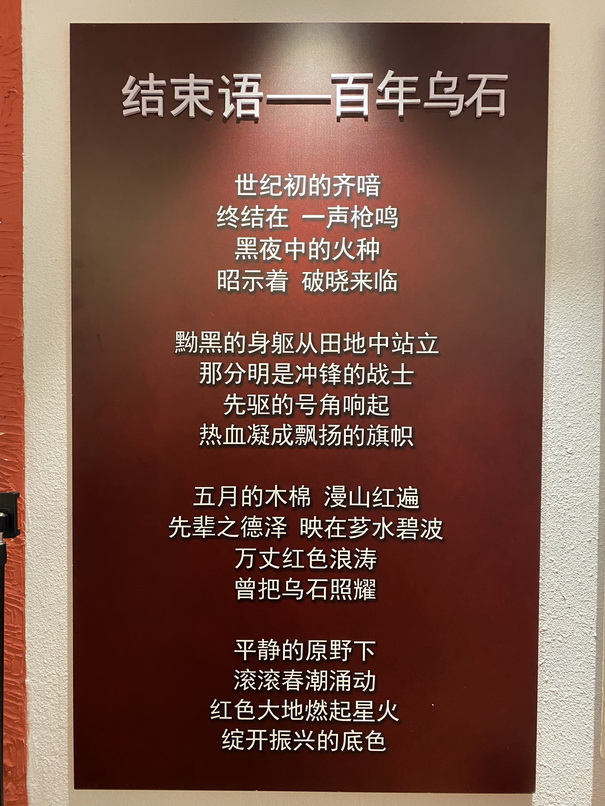 结束语——百年乌石
世纪初的齐喑
终结在 一声枪鸣
黑夜中的火种
昭示着 破晓来临
黝黑的身躯从田地中站立
那分明是冲锋的战士
先驱的号角响起
热血凝成飘扬的旗帜
五月的木棉 漫山红遍
先辈之德泽 映在芗水碧波
万丈红色浪涛
曾把乌石照耀
平静的原野下
滚滚春潮涌动
红色大地燃起星火
绽开振兴的底色